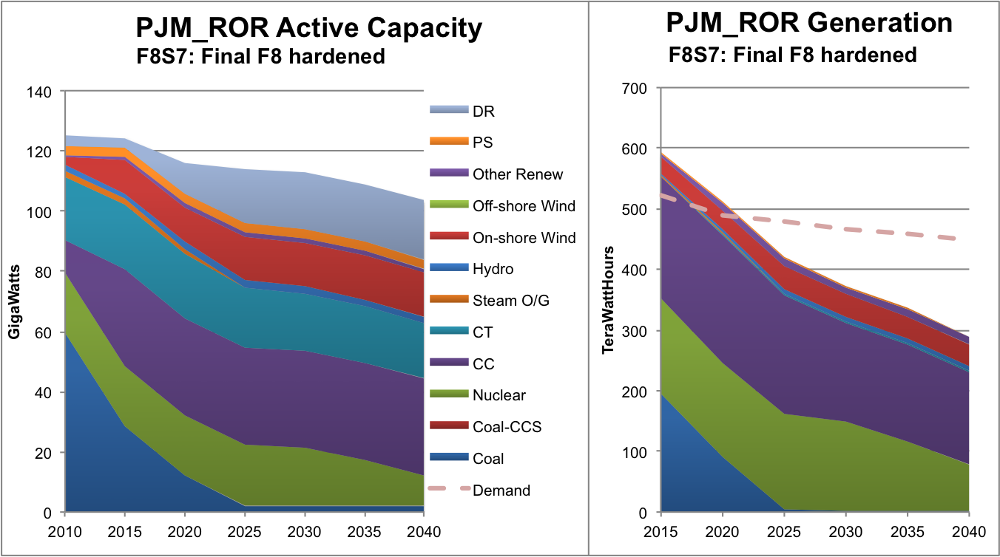 PJM_ROR Active Capacity
F8S7: Final F8 hardened
GigaWatts
140
120
100
80
60
40
20
0
2010 2015 2020 2025 2030 2035 2040
DR
PS
Other Renew
Off-shore Wind
On-shore Wind
Hydro
Steam O/G
CT
CC
Nuclear
Coal-CCS
Coal
Demand
PJM_ROR Generation
F8S7: Final F8 hardened
TeraWattHours
700
600
500
400
300
200
100
0
2015 2020 2025 2030 2035 2040